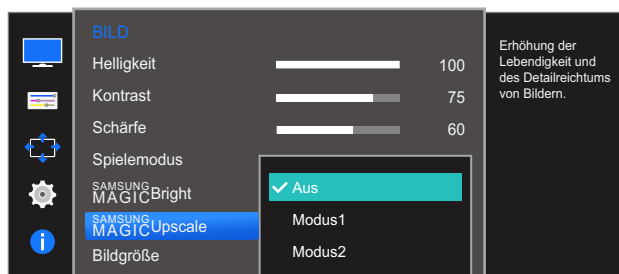 BILD
Helligkeit 100
Kontrast 75
Schärfe 60
Spielemodus
SAMSUNG
MAGICBright
SAMSUNG
MAGICUpscale
Bildgröße
Aus
Modus1
Modus2
Erhöhung der
Lebendigkeit und
des Detailreichtums
von Bildern.